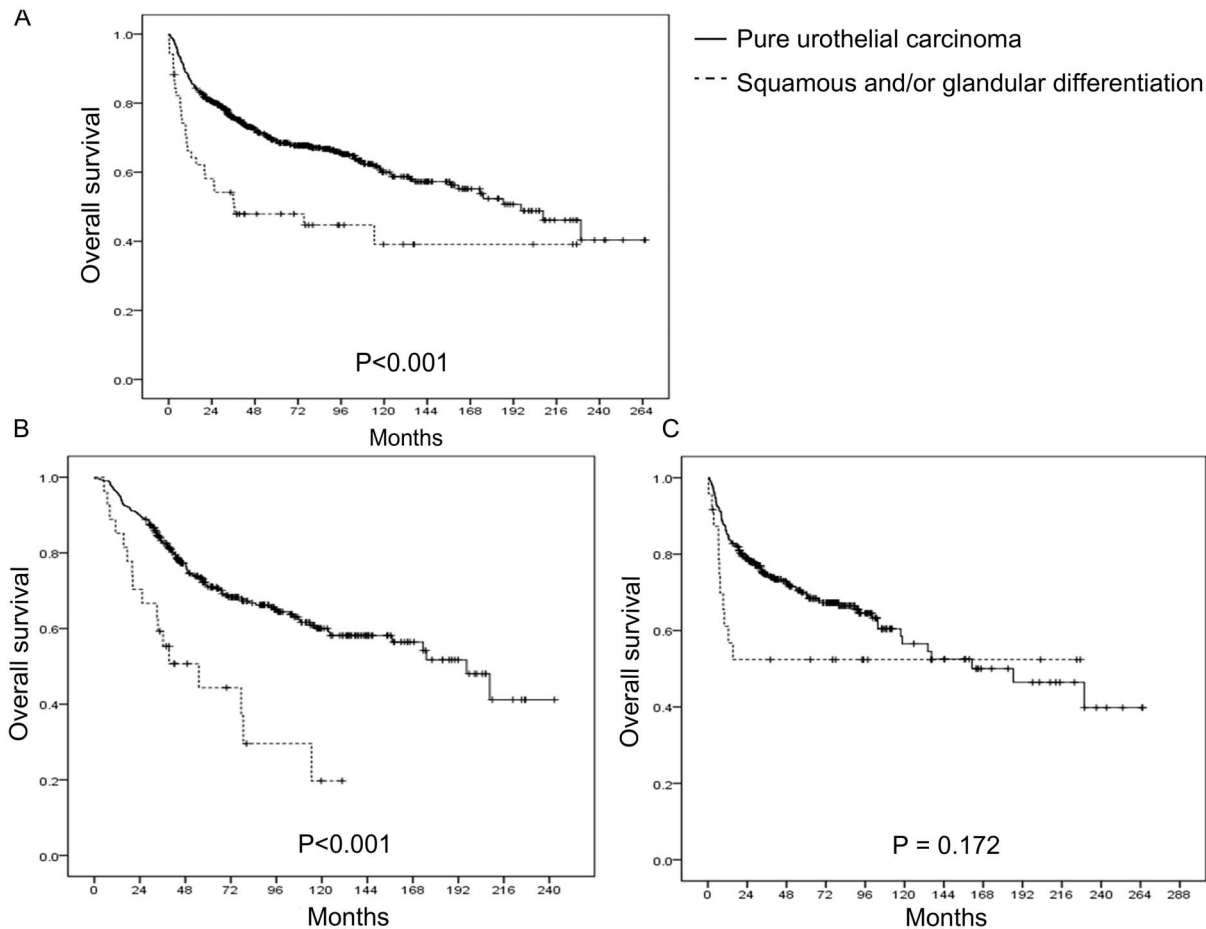 A
Pure urothelial carcinoma
Squamous and/or glandular differentiation
Overall survival
1.0
0.8
0.6
0.4
0.2
0.0
P<0.001
0 24 48 72 96 120 144 168 192 216 240 264
Months
B
Overall survival
1.0
0.8
0.6
0.4
0.2
0.0
P<0.001
0 24 48 72 96 120 144 168 192 216 240
Months
C
Overall survival
1.0
0.8
0.6
0.4
0.2
0.0
P = 0.172
0 24 48 72 96 120 144 168 192 216 240 264 288
Months